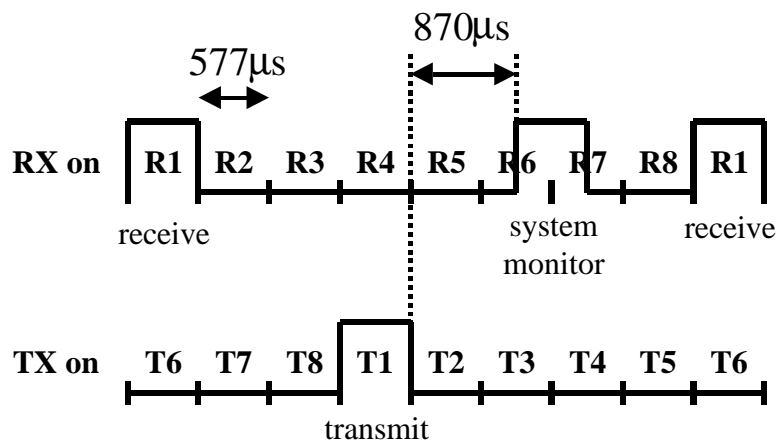 870μs
577μs
RX on R1 R2 R3 R4 R5 R6 R7 R8 R1
receive system monitor receive
TX on T6 T7 T8 T1 T2 T3 T4 T5 T6
transmit